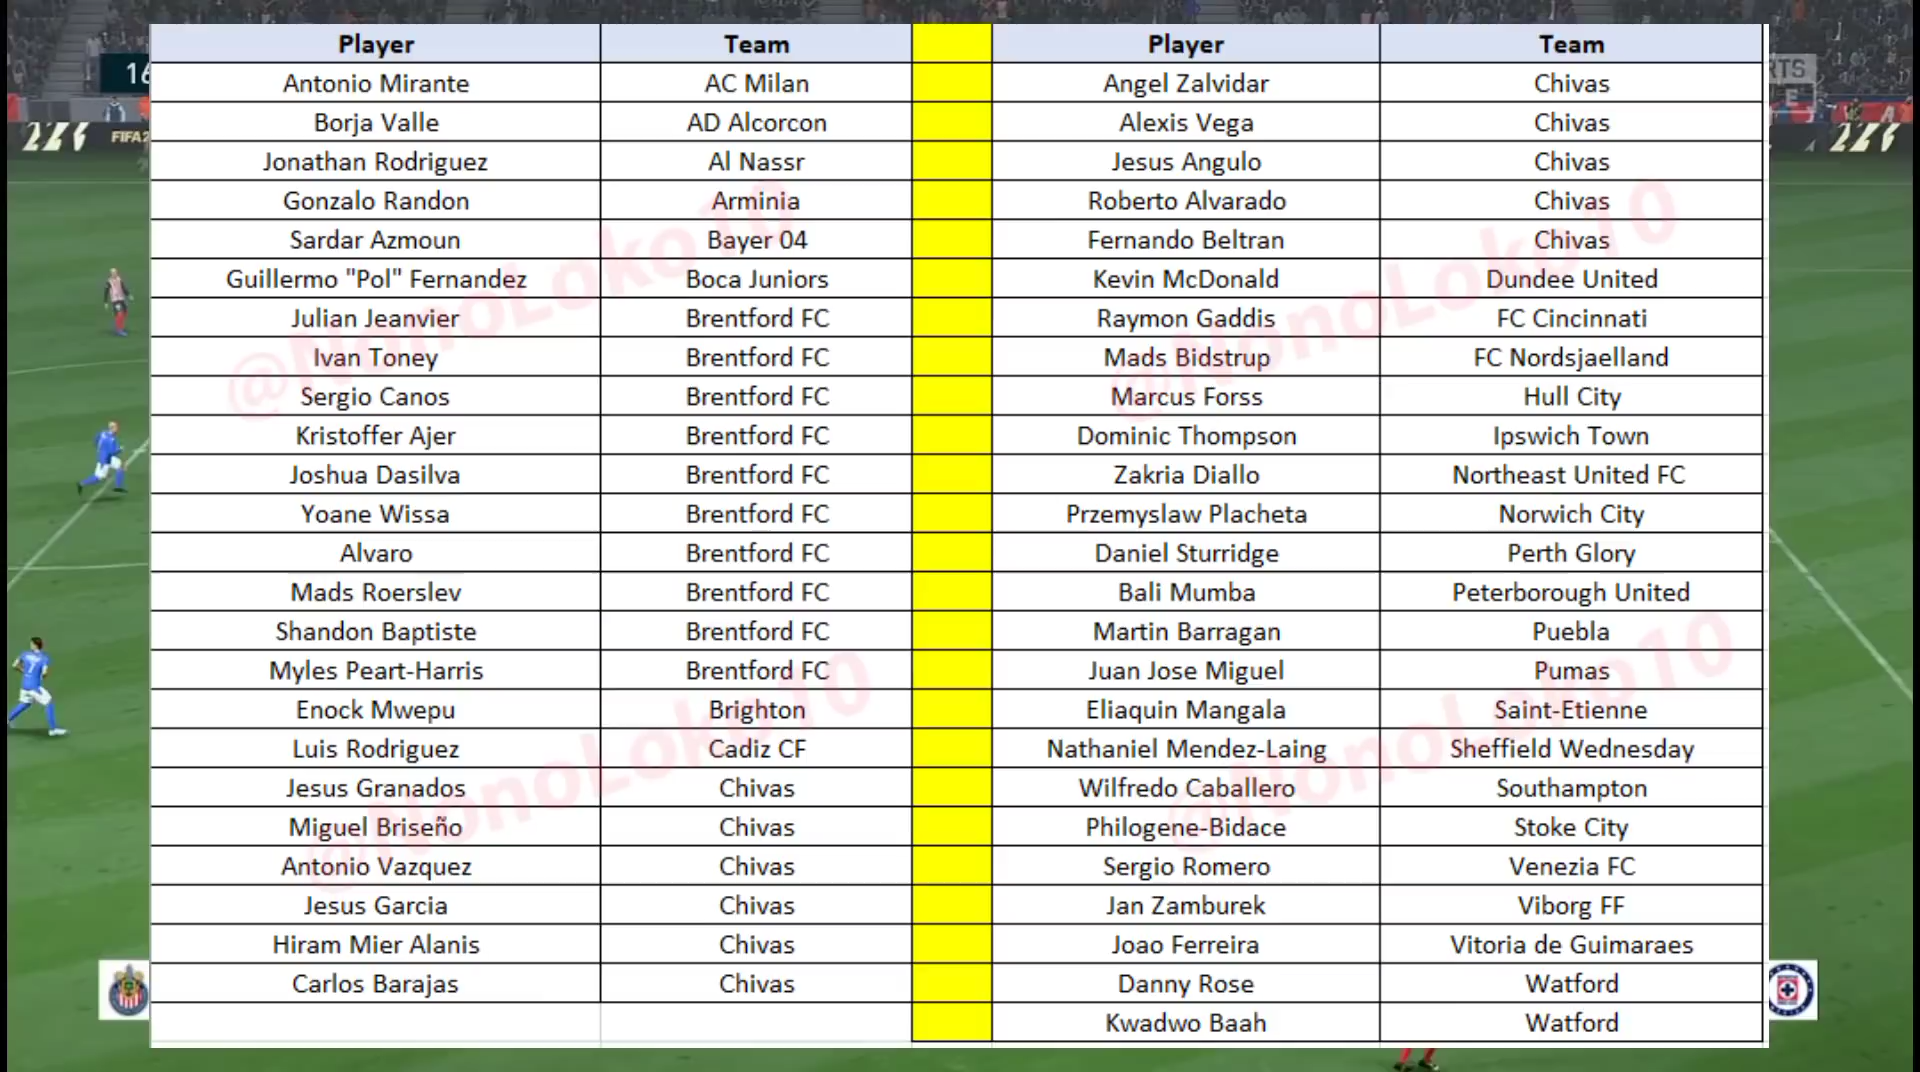 Player Team Player Team
Antonio Mirante AC Milan Angel Zalvidar Chivas
Borja Valle AD Alcorcon Alexis Vega Chivas
Jonathan Rodriguez Al Nassr Jesus Angulo Chivas
Gonzalo Randon Arminia Roberto Alvarado Chivas
Sardar Azmoun Bayer 04 Fernando Beltran Chivas
Guillermo "Pol" Fernandez Boca Juniors Kevin McDonald Dundee United
Julian Jeanvier Brentford FC Raymon Gaddis FC Cincinnati
Ivan Toney Brentford FC Mads Bidstrup FC Nordsjaelland
Sergio Canos Brentford FC Marcus Forss Hull City
Kristoffer Ajer Brentford FC Dominic Thompson Ipswich Town
Joshua Dasilva Brentford FC Zakria Diallo Northeast United FC
Yoane Wissa Brentford FC Przemyslaw Placheta Norwich City
Alvaro Brentford FC Daniel Sturridge Perth Glory
Mads Roerslev Brentford FC Bali Mumba Peterborough United
Shandon Baptiste Brentford FC Martin Barragan Puebla
Myles Peart-Harris Brentford FC Juan Jose Miguel Pumas
Enock Mwepu Brighton Eliaquin Mangala Saint-Etienne
Luis Rodriguez Cadiz CF Nathaniel Mendez-Laing Sheffield Wednesday
Jesus Granados Chivas Wilfredo Caballero Southampton
Miguel Briseño Chivas Philogene-Bidace Stoke City
Antonio Vazquez Chivas Sergio Romero Venezia FC
Jesus Garcia Chivas Jan Zamburek Viborg FF
Hiram Mier Alanis Chivas Joao Ferreira Vitoria de Guimaraes
Carlos Barajas Chivas Danny Rose Watford
Kwadwo Baah Watford
@NonoLoko10
@NonoLoko10
@NonoLoko10
@NonoLoko10